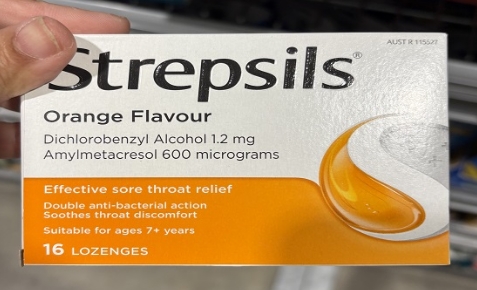 AUST R 115577
Strepsils®
Orange Flavour
Dichlorobenzyl Alcohol 1.2 mg
Amylmetacresol 600 micrograms
Effective sore throat relief
Double anti-bacterial action
Soothes throat discomfort
Suitable for ages 7+ years
16 LOZENGES